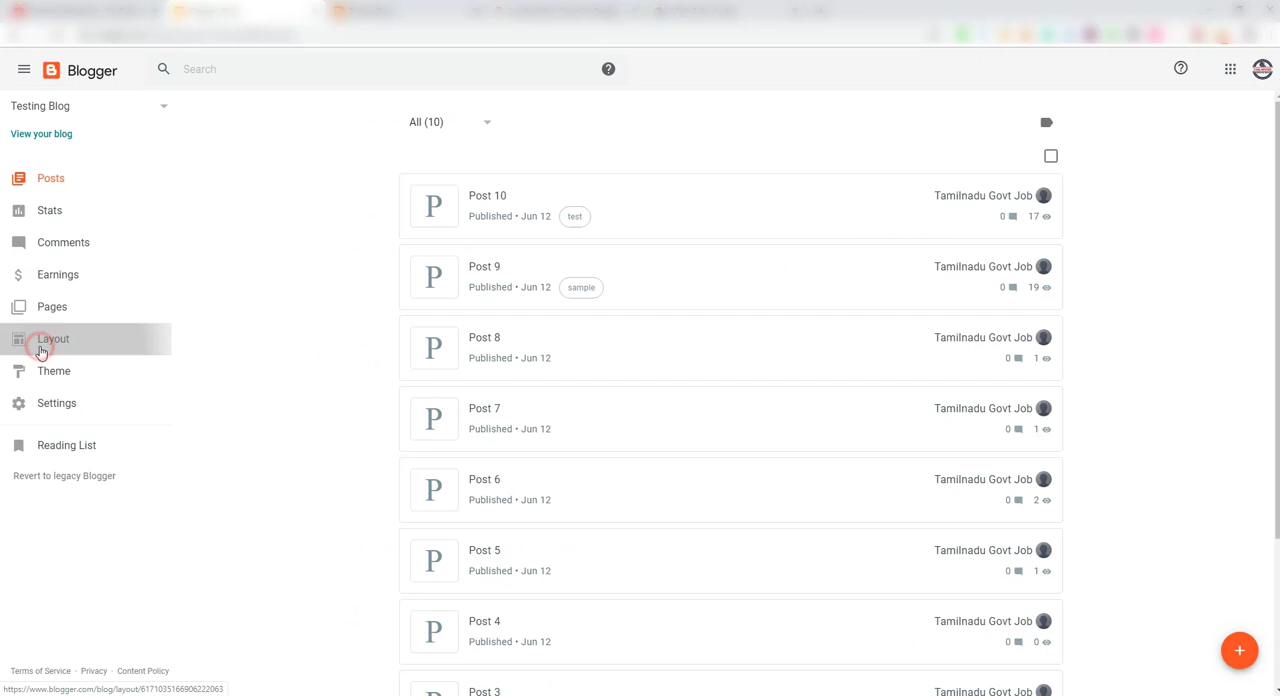 Blogger
Search
Testing Blog
View your blog
Posts
Stats
Comments
$ Earnings
Pages
Layout
Theme
Settings
Reading List
Revert to legacy Blogger
Terms of Service · Privacy · Content Policy
https://www.blogger.com/blog/layout/6171035166906222063
All (10)
P Post 10 Tamilnadu Govt Job
Published • Jun 12 test 0 17
P Post 9 Tamilnadu Govt Job
Published • Jun 12 sample 0 19
P Post 8 Tamilnadu Govt Job
Published • Jun 12 0 1
P Post 7 Tamilnadu Govt Job
Published • Jun 12 0 1
P Post 6 Tamilnadu Govt Job
Published • Jun 12 0 2
P Post 5 Tamilnadu Govt Job
Published • Jun 12 0 1
P Post 4 Tamilnadu Govt Job
Published • Jun 12 0 0
P Post 3 Tamilnadu Govt Job